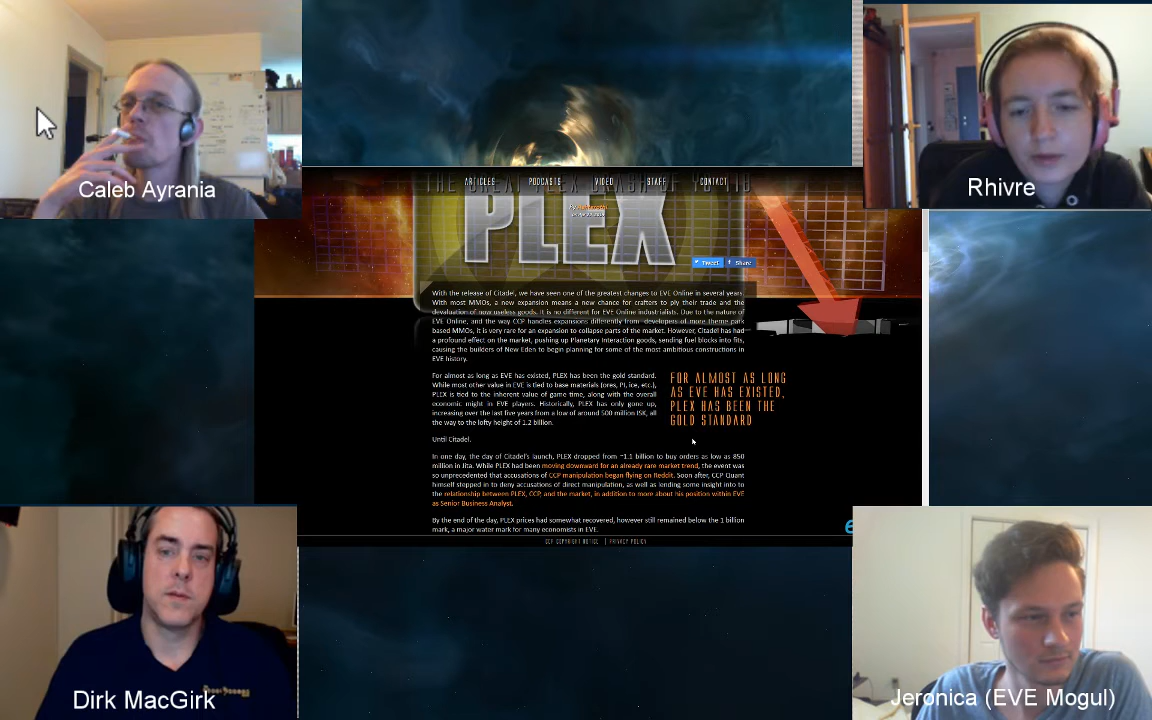 Caleb Ayrania
Rhivre
ARTICLES PODCASTS VIDEO STAFF CONTACT
THE GREAT PLEX CRASH OF YC118
PLEX
Tweet Share
With the release of Citadel, we have seen one of the greatest changes to EVE Online in several years.
With most MMOs, a new expansion means a new chance for crafters to ply their trade and the
devaluation of now useless goods. It is no different for EVE Online industrialists. Due to the nature of
EVE Online, and the way CCP handles expansions differently from developers of more theme park
based MMOs, it is very rare for an expansion to collapse parts of the market. However, Citadel has had
a profound effect on the market, pushing up Planetary Interaction goods, sending fuel blocks into fits,
causing the builders of New Eden to begin planning for some of the most ambitious constructions in
EVE history.
For almost as long as EVE has existed, PLEX has been the gold standard.
While most other value in EVE is tied to base materials (ores, PI, ice, etc.),
PLEX is tied to the inherent value of game time, along with the overall
economic might in EVE players. Historically, PLEX has only gone up,
increasing over the last five years from a low of around 500 million ISK, all
the way to the lofty height of 1.2 billion.
FOR ALMOST AS LONG
AS EVE HAS EXISTED,
PLEX HAS BEEN THE
GOLD STANDARD
Until Citadel.
In one day, the day of Citadel's launch, PLEX dropped from ~1.1 billion to buy orders as low as 850
million in Jita. While PLEX had been moving downward for an already rare market trend, the event was
so unprecedented that accusations of CCP manipulation began flying on Reddit. Soon after, CCP Quant
himself stepped in to deny accusations of direct manipulation, as well as lending some insight into to
the relationship between PLEX, CCP, and the market, in addition to more about his position within EVE
as Senior Business Analyst.
By the end of the day, PLEX prices had somewhat recovered, however still remained below the 1 billion
mark, a major water mark for many economists in EVE.
CCP COPYRIGHT NOTICE | PRIVACY POLICY
Dirk MacGirk
Jeronica (EVE Mogul)